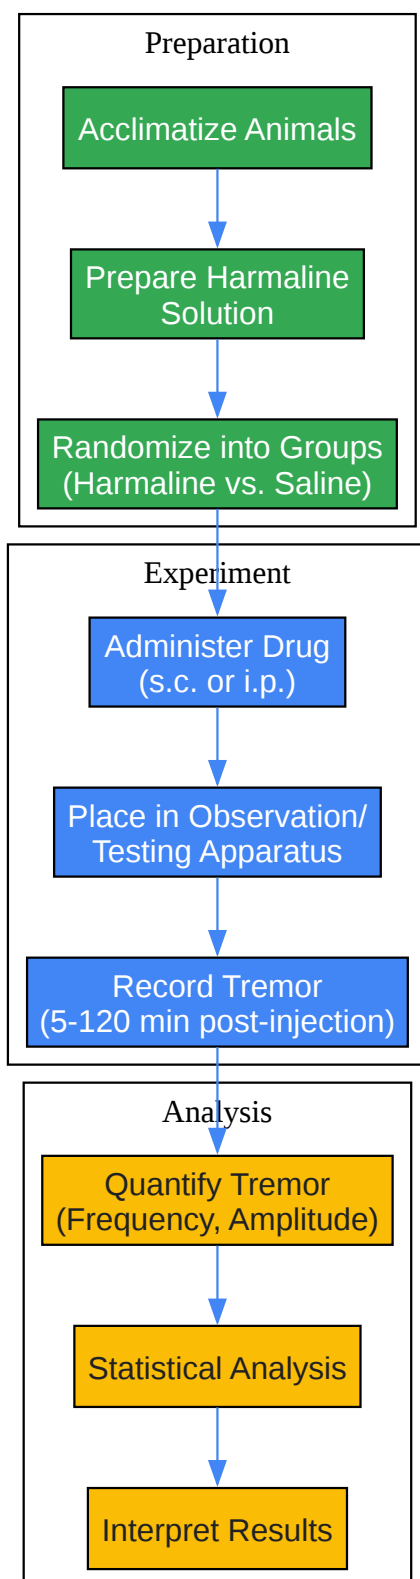 Preparation
Acclimatize Animals
Prepare Harmaline
Solution
Randomize into Groups
(Harmaline vs. Saline)
Experiment
Administer Drug
(s.c. or i.p.)
Place in Observation/
Testing Apparatus
Record Tremor
(5-120 min post-injection)
Analysis
Quantify Tremor
(Frequency, Amplitude)
Statistical Analysis
Interpret Results